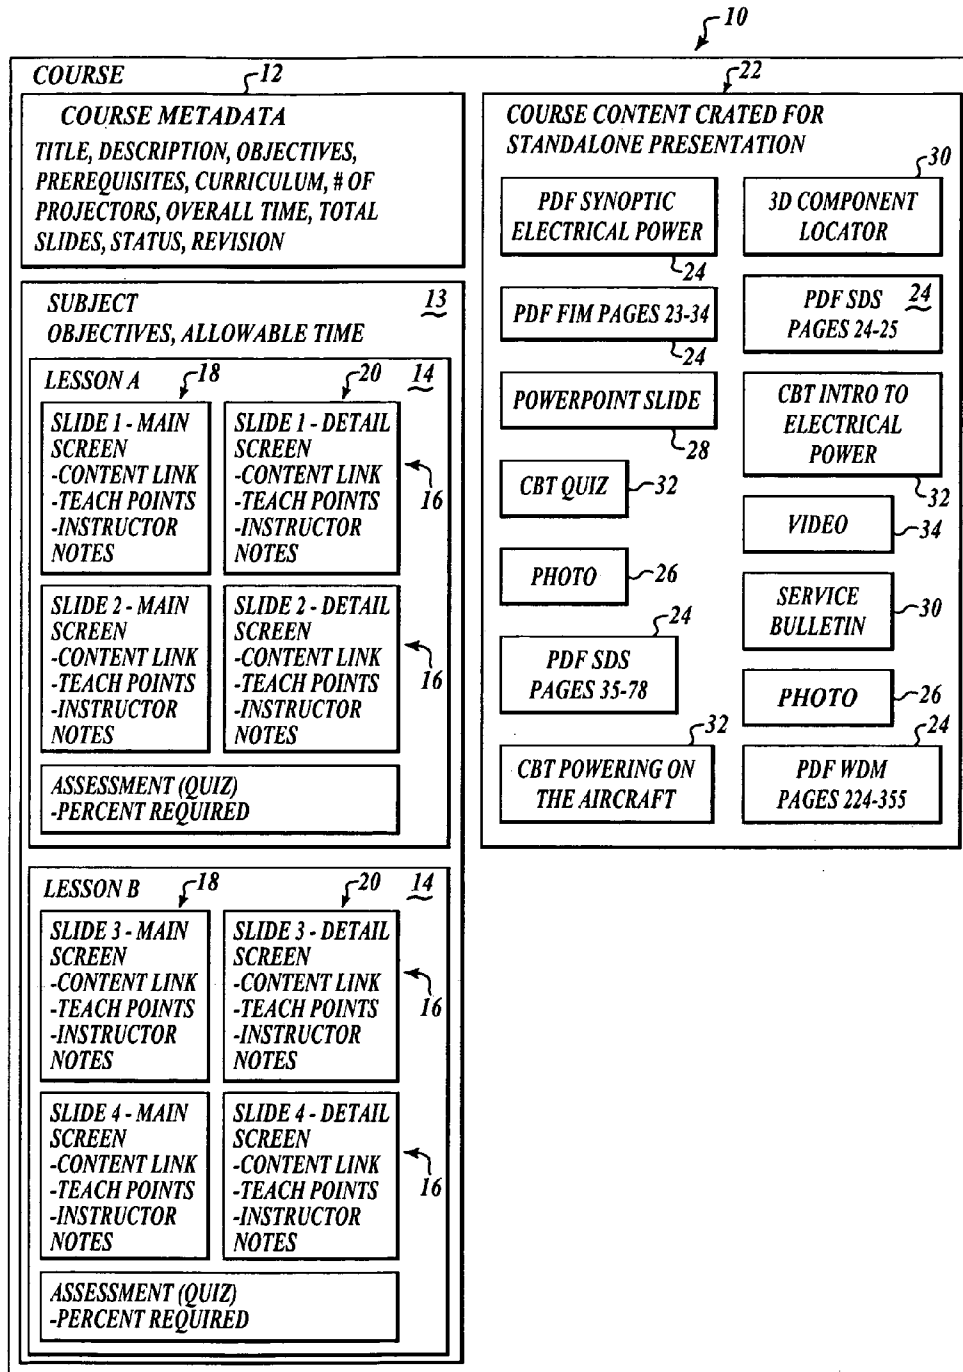 10
COURSE
12
COURSE METADATA
TITLE, DESCRIPTION, OBJECTIVES,
PREREQUISITES, CURRICULUM, # OF
PROJECTORS, OVERALL TIME, TOTAL
SLIDES, STATUS, REVISION
SUBJECT
13
OBJECTIVES, ALLOWABLE TIME
LESSON A
18
20
14
SLIDE 1 - MAIN
SCREEN
-CONTENT LINK
-TEACH POINTS
-INSTRUCTOR
NOTES
SLIDE 1 - DETAIL
SCREEN
-CONTENT LINK
-TEACH POINTS
-INSTRUCTOR
NOTES
16
SLIDE 2 - MAIN
SCREEN
-CONTENT LINK
-TEACH POINTS
-INSTRUCTOR
NOTES
SLIDE 2 - DETAIL
SCREEN
-CONTENT LINK
-TEACH POINTS
-INSTRUCTOR
NOTES
16
ASSESSMENT (QUIZ)
-PERCENT REQUIRED
LESSON B
18
20
14
SLIDE 3 - MAIN
SCREEN
-CONTENT LINK
-TEACH POINTS
-INSTRUCTOR
NOTES
SLIDE 3 - DETAIL
SCREEN
-CONTENT LINK
-TEACH POINTS
-INSTRUCTOR
NOTES
16
SLIDE 4 - MAIN
SCREEN
-CONTENT LINK
-TEACH POINTS
-INSTRUCTOR
NOTES
SLIDE 4 - DETAIL
SCREEN
-CONTENT LINK
-TEACH POINTS
-INSTRUCTOR
NOTES
16
ASSESSMENT (QUIZ)
-PERCENT REQUIRED
22
COURSE CONTENT CRATED FOR
STANDALONE PRESENTATION
PDF SYNOPTIC
ELECTRICAL POWER
24
30
3D COMPONENT
LOCATOR
PDF FIM PAGES 23-34
24
PDF SDS
24
PAGES 24-25
POWERPOINT SLIDE
28
CBT INTRO TO
ELECTRICAL
POWER
32
CBT QUIZ
32
VIDEO
34
PHOTO
26
SERVICE
BULLETIN
30
24
PDF SDS
PAGES 35-78
PHOTO
26
32
CBT POWERING ON
THE AIRCRAFT
24
PDF WDM
PAGES 224-355